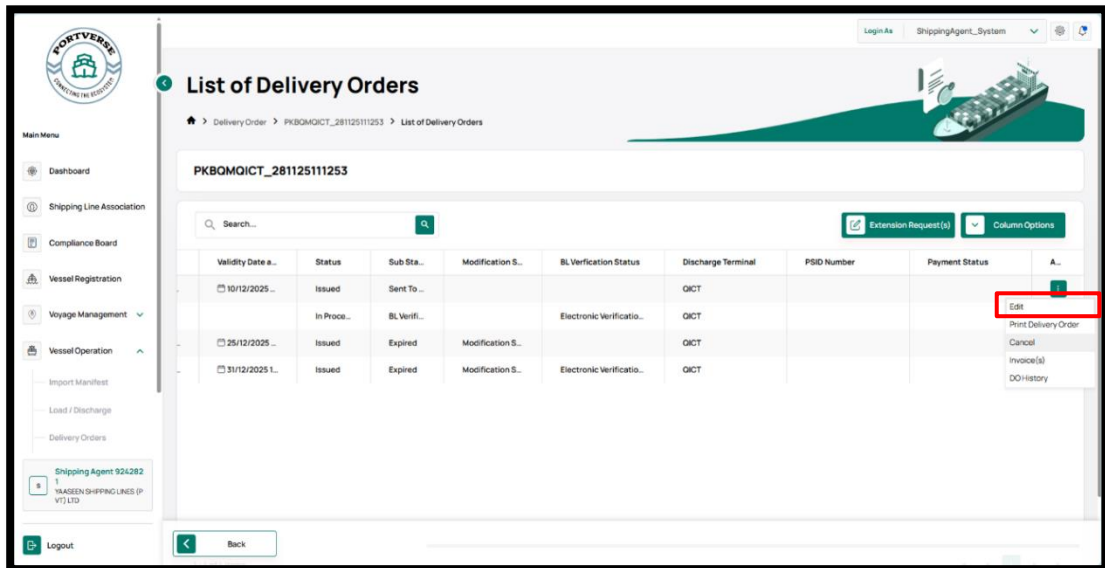 PORTVERSE
CONNECTING THE ECOSYSTEM
Login As ShippingAgent_System
List of Delivery Orders
Delivery Order > PKBQMQICT_281125111253 > List of Delivery Orders
Main Menu
Dashboard
Shipping Line Association
Compliance Board
Vessel Registration
Voyage Management
Vessel Operation
Import Manifest
Load / Discharge
Delivery Orders
S
Shipping Agent 924282
1
YAASEEN SHIPPING LINES (P
VT) LTD
Logout
PKBQMQICT_281125111253
Search...
Extension Request(s)
Column Options
Validity Date a... Status Sub Sta... Modification S... BL Verfication Status Discharge Terminal PSID Number Payment Status A...
. 10/12/2025 ... Issued Sent To ... QICT
In Proce... BL Verifi... Electronic Verificatio... QICT
... 25/12/2025 ... Issued Expired Modification S... QICT
... 31/12/2025 1... Issued Expired Modification S... Electronic Verificatio... QICT
Edit
Print Delivery Order
Cancel
Invoice(s)
DO History
Back